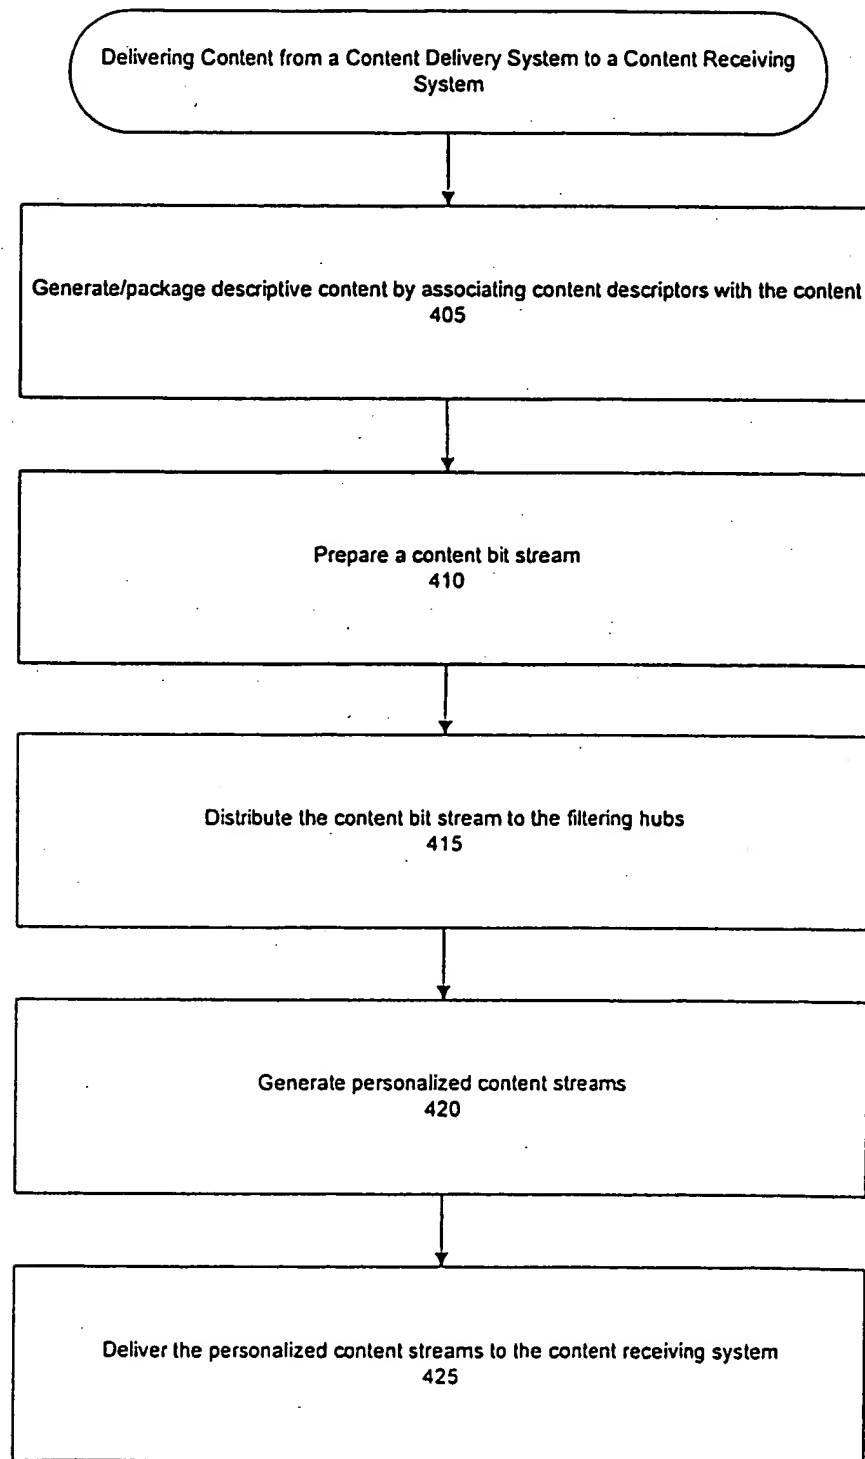 Delivering Content from a Content Delivery System to a Content Receiving
System
Generate/package descriptive content by associating content descriptors with the content
405
Prepare a content bit stream
410
Distribute the content bit stream to the filtering hubs
415
Generate personalized content streams
420
Deliver the personalized content streams to the content receiving system
425